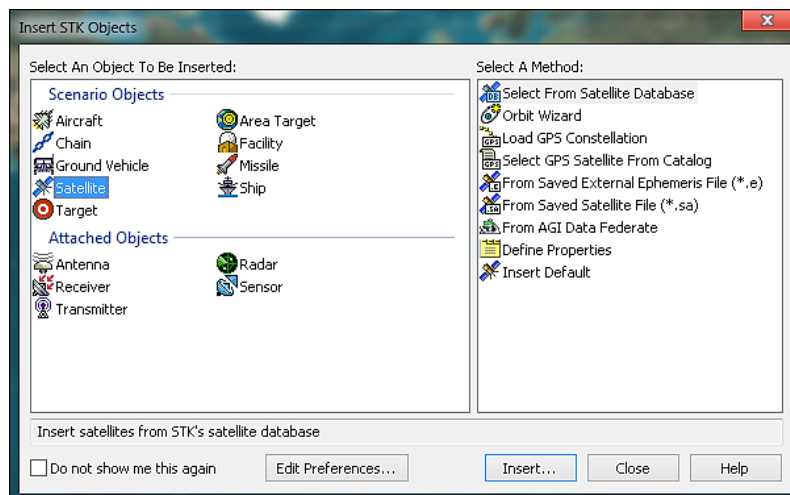 Insert STK Objects
Select An Object To Be Inserted:
Scenario Objects
Aircraft
Area Target
Chain
Facility
Ground Vehicle
Missile
Satellite
Ship
Target
Attached Objects
Antenna
Radar
Receiver
Sensor
Transmitter
Select A Method:
Select From Satellite Database
Orbit Wizard
Load GPS Constellation
Select GPS Satellite From Catalog
From Saved External Ephemeris File (*.e)
From Saved Satellite File (*.sa)
From AGI Data Federate
Define Properties
Insert Default
Insert satellites from STK's satellite database
Do not show me this again
Edit Preferences...
Insert...
Close
Help